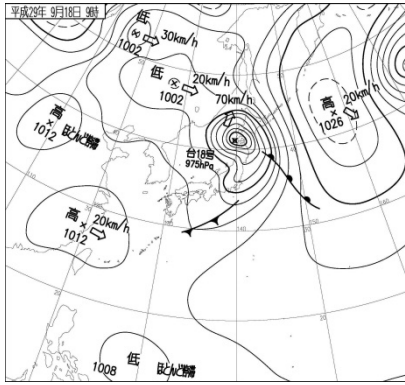 平成29年 9月18日 9時
低
30km/h
1002
低
20km/h
1002
70km/h
高
20km/h
1026
高
ほとんど停滞
1012
台18号
975hPa
高
20km/h
1012
低
ほとんど停滞
1008
140